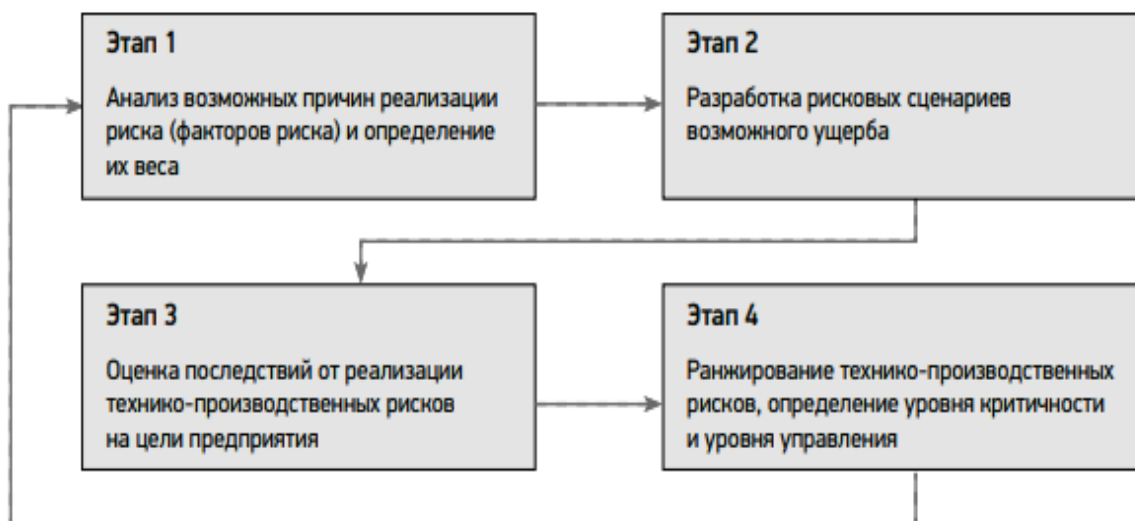 Этап 1
Анализ возможных причин реализации
риска (факторов риска) и определение
их веса
Этап 2
Разработка рисковых сценариев
возможного ущерба
Этап 3
Оценка последствий от реализации
технико-производственных рисков
на цели предприятия
Этап 4
Ранжирование технико-производственных
рисков, определение уровня критичности
и уровня управления